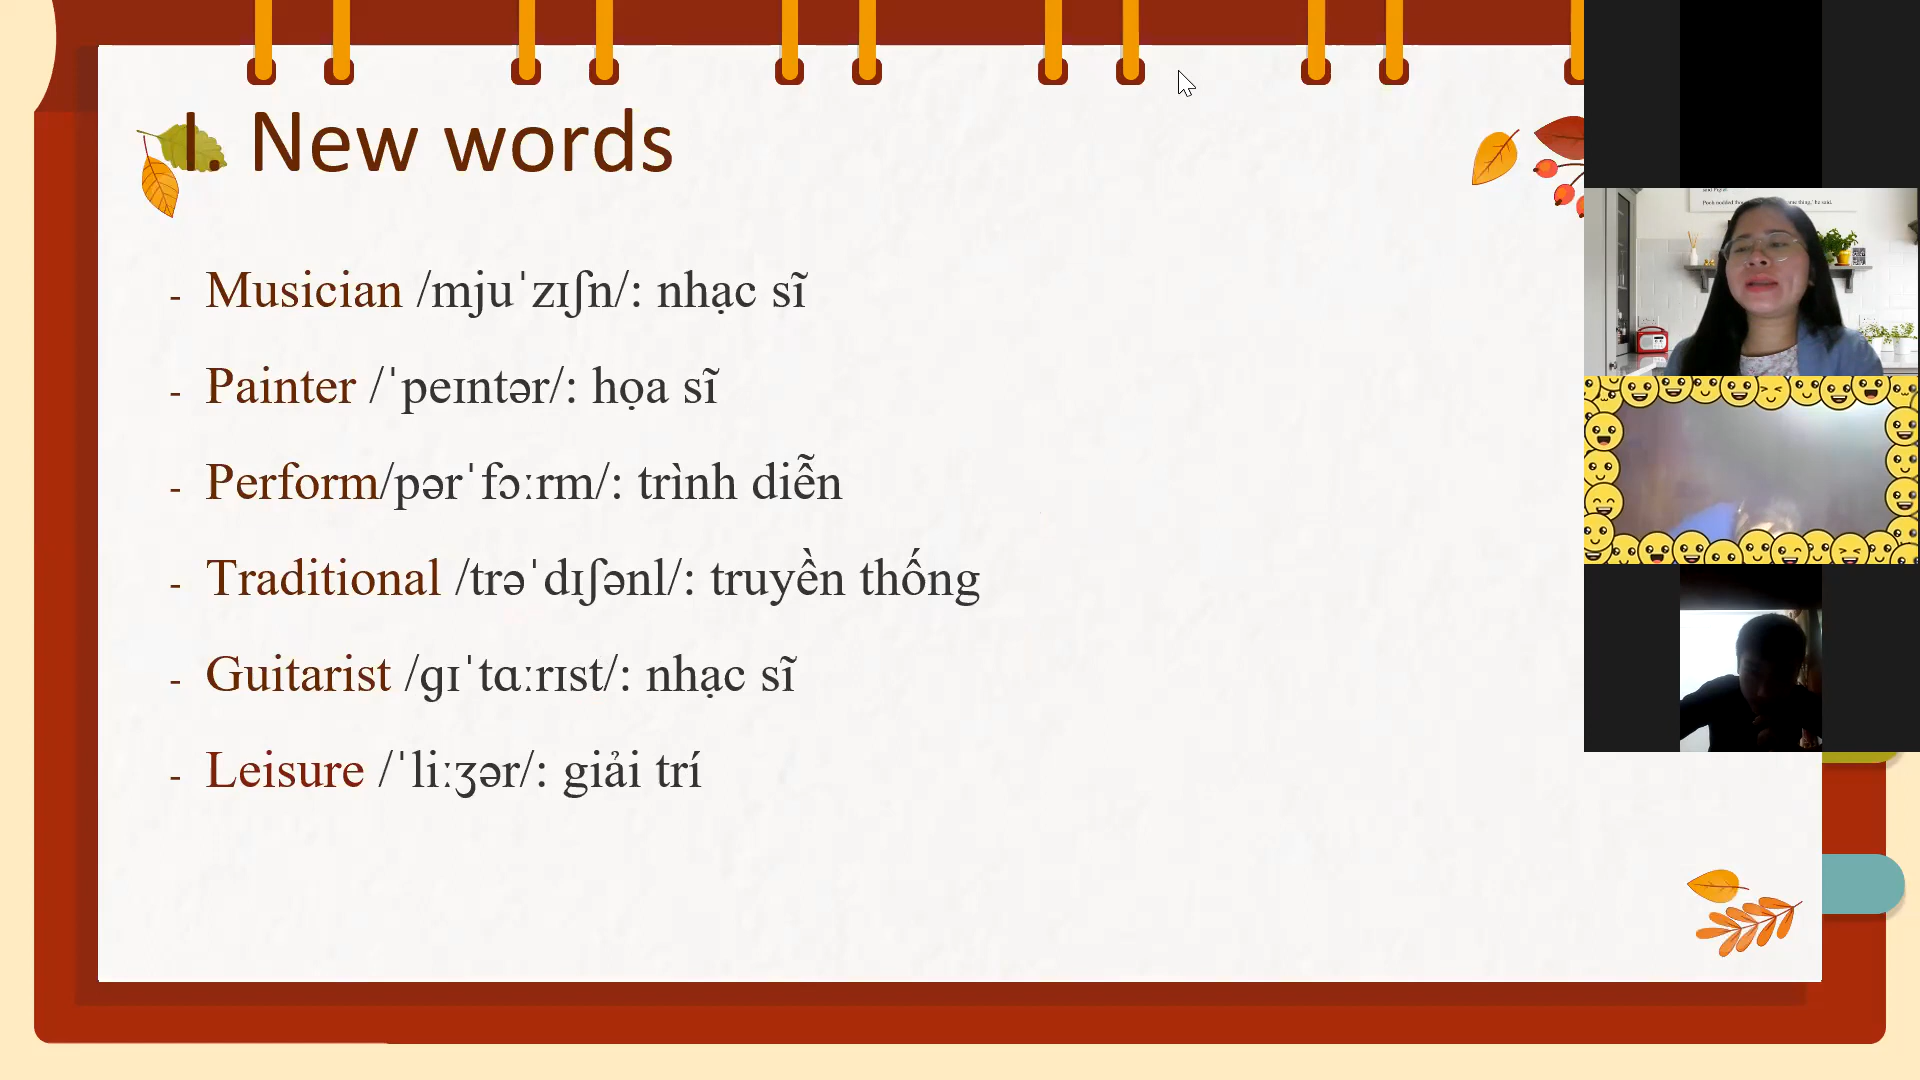 I. New words
- Musician /mjuˈzɪʃn/: nhạc sĩ
- Painter /ˈpeɪntər/: họa sĩ
- Perform/pərˈfɔːrm/: trình diễn
- Traditional /trəˈdɪʃənl/: truyền thống
- Guitarist /ɡɪˈtɑːrɪst/: nhạc sĩ
- Leisure /ˈliːʒər/: giải trí